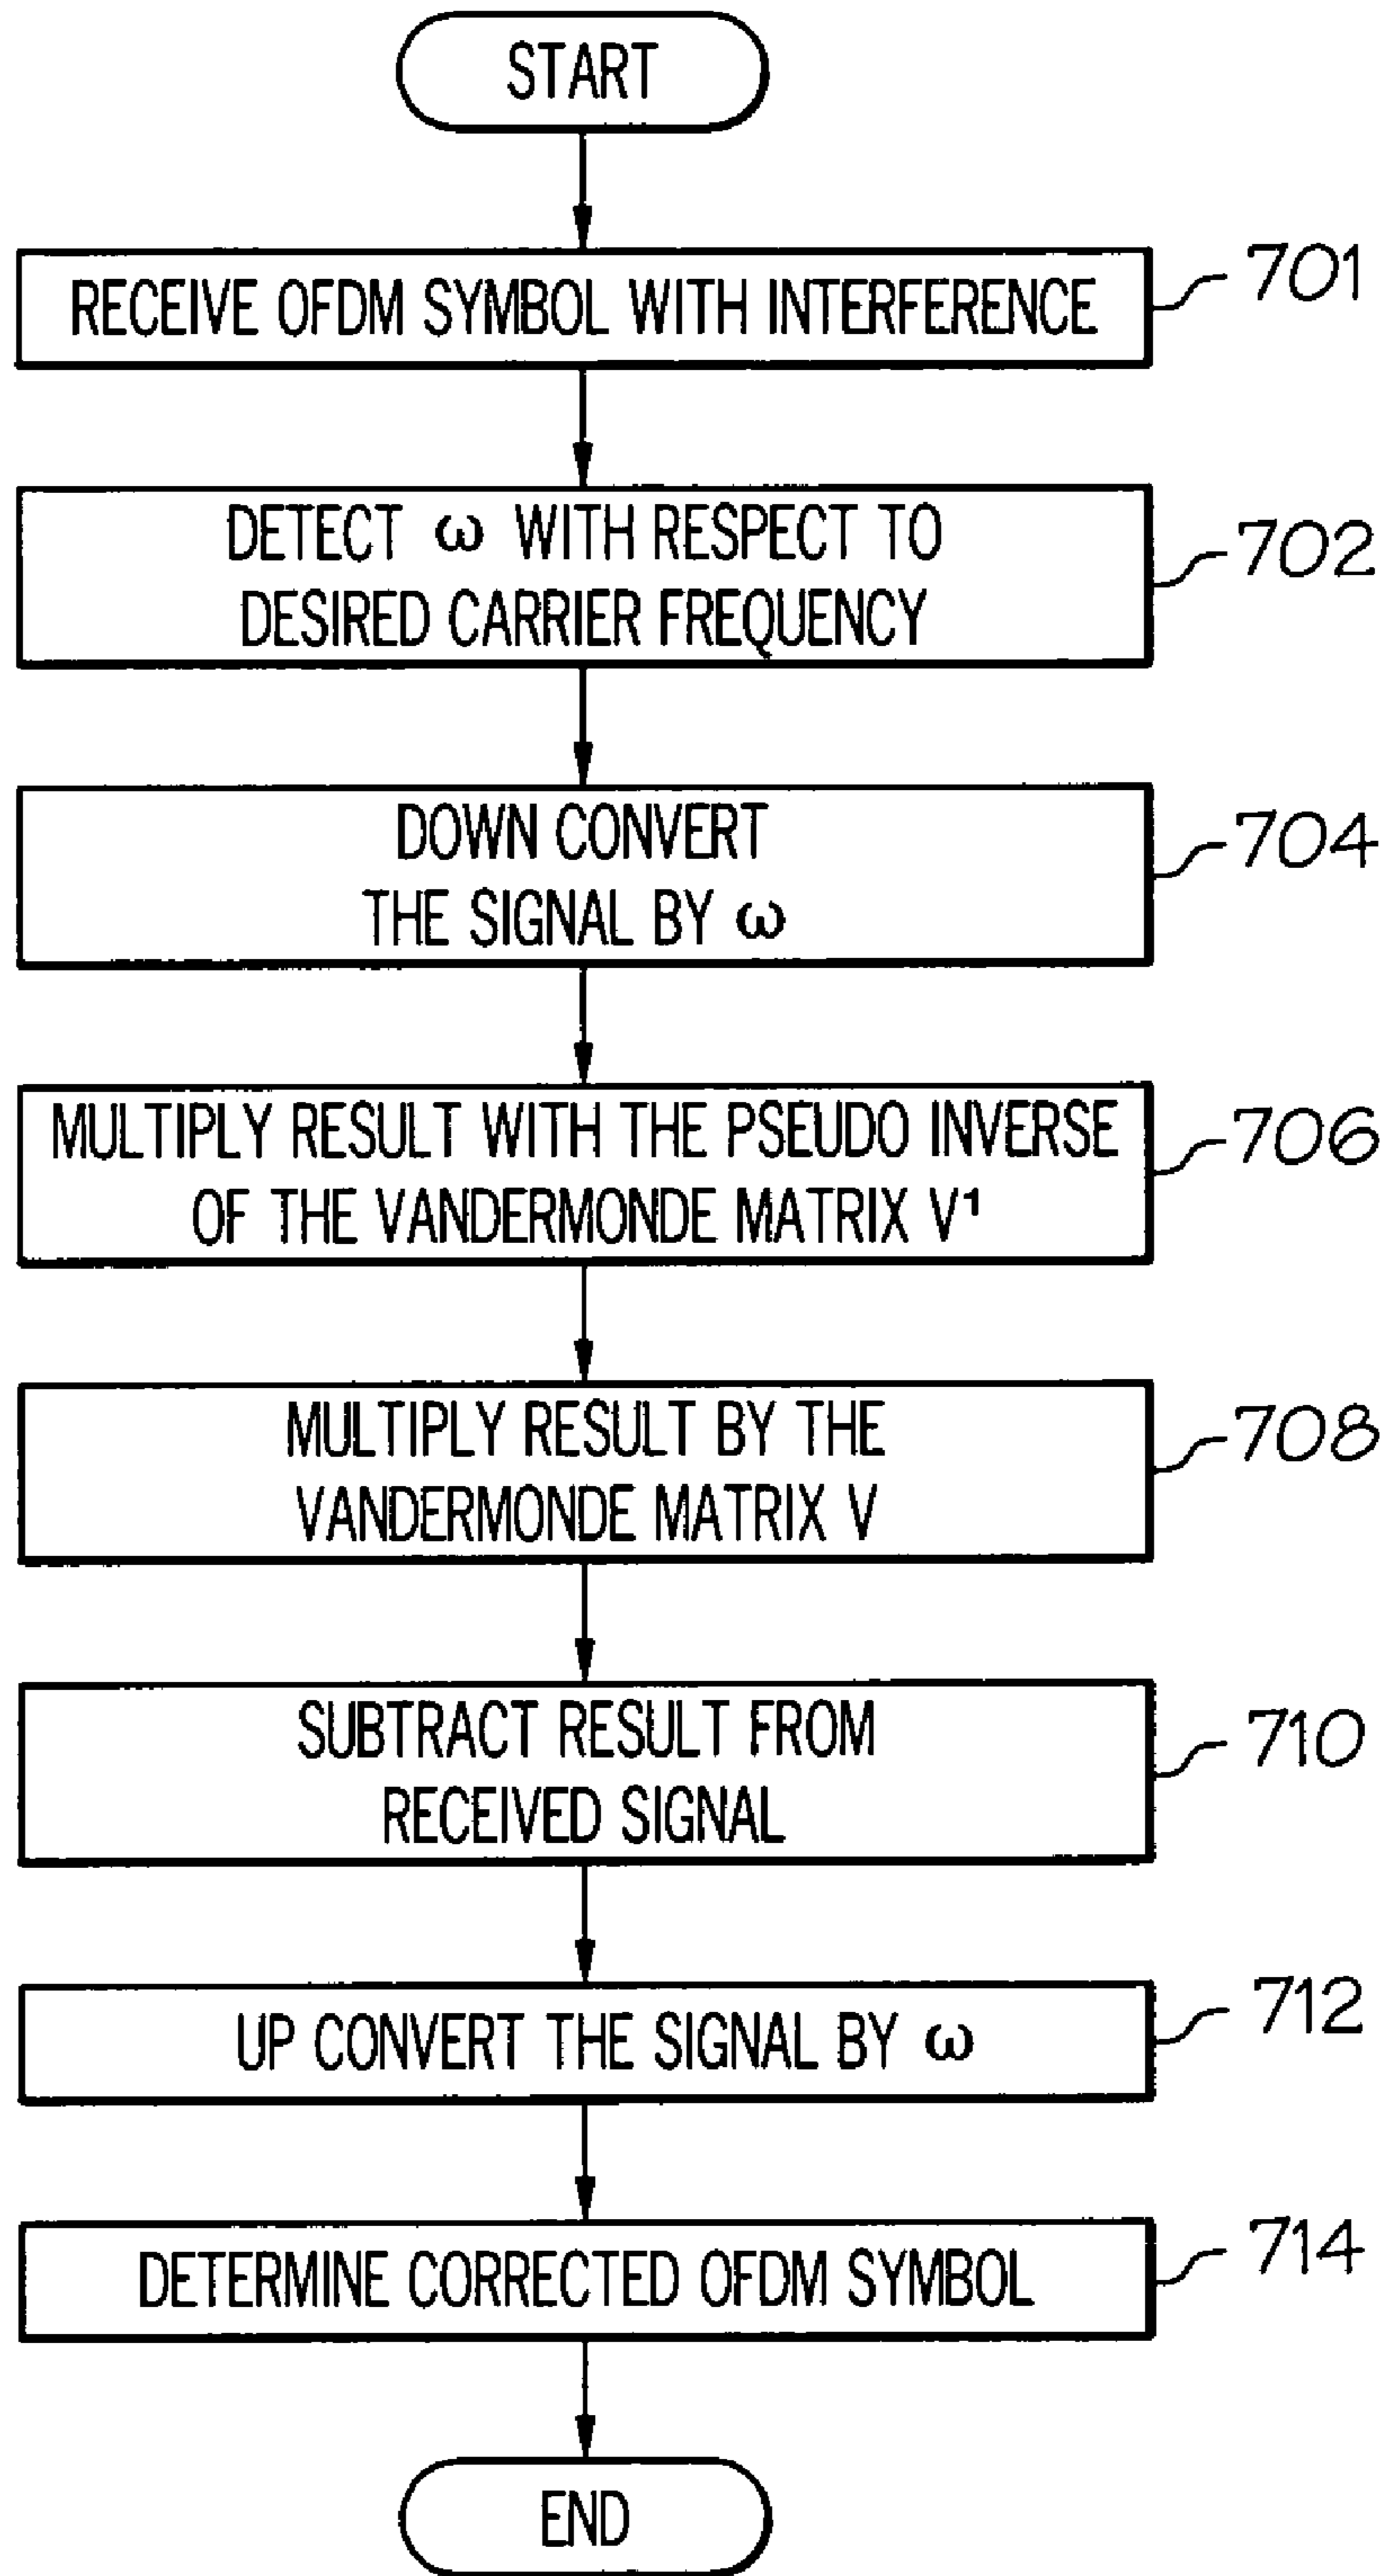 START
RECEIVE OFDM SYMBOL WITH INTERFERENCE
701
DETECT ω WITH RESPECT TO
DESIRED CARRIER FREQUENCY
702
DOWN CONVERT
THE SIGNAL BY ω
704
MULTIPLY RESULT WITH THE PSEUDO INVERSE
OF THE VANDERMONDE MATRIX V¹
706
MULTIPLY RESULT BY THE
VANDERMONDE MATRIX V
708
SUBTRACT RESULT FROM
RECEIVED SIGNAL
710
UP CONVERT THE SIGNAL BY ω
712
DETERMINE CORRECTED OFDM SYMBOL
714
END